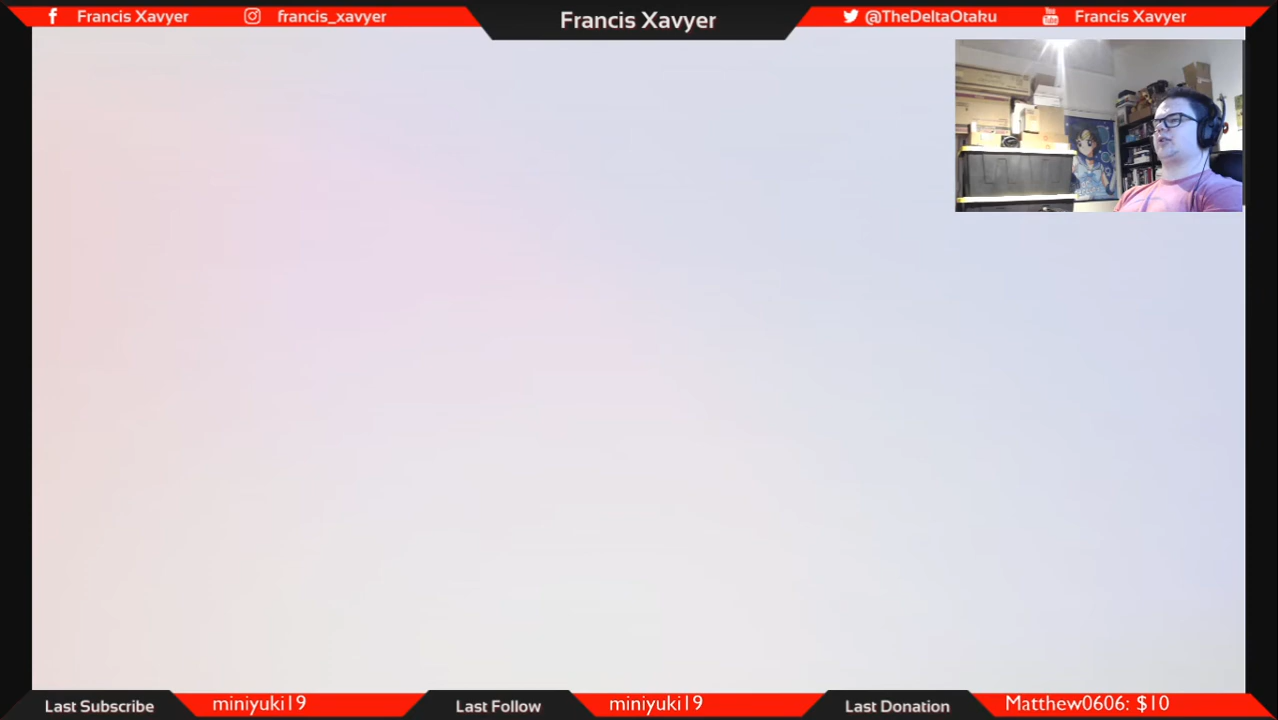 Francis Xavyer
francis_xavyer
Francis Xavyer
@TheDeltaOtaku
Francis Xavyer
Last Subscribe
miniyuki19
Last Follow
miniyuki19
Last Donation
Matthew0606: $10